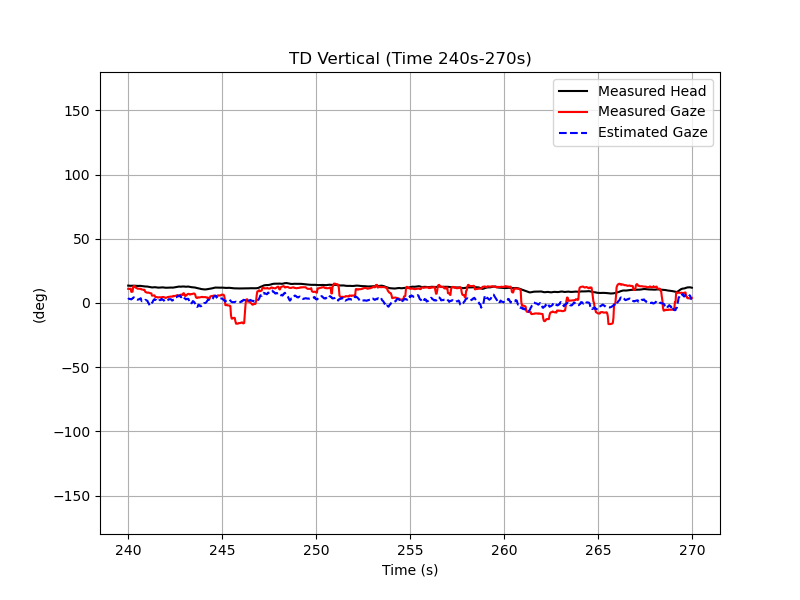 TD Vertical (Time 240s-270s)
Measured Head
Measured Gaze
Estimated Gaze
150
100
50
0
−50
−100
−150
(deg)
240 245 250 255 260 265 270
Time (s)